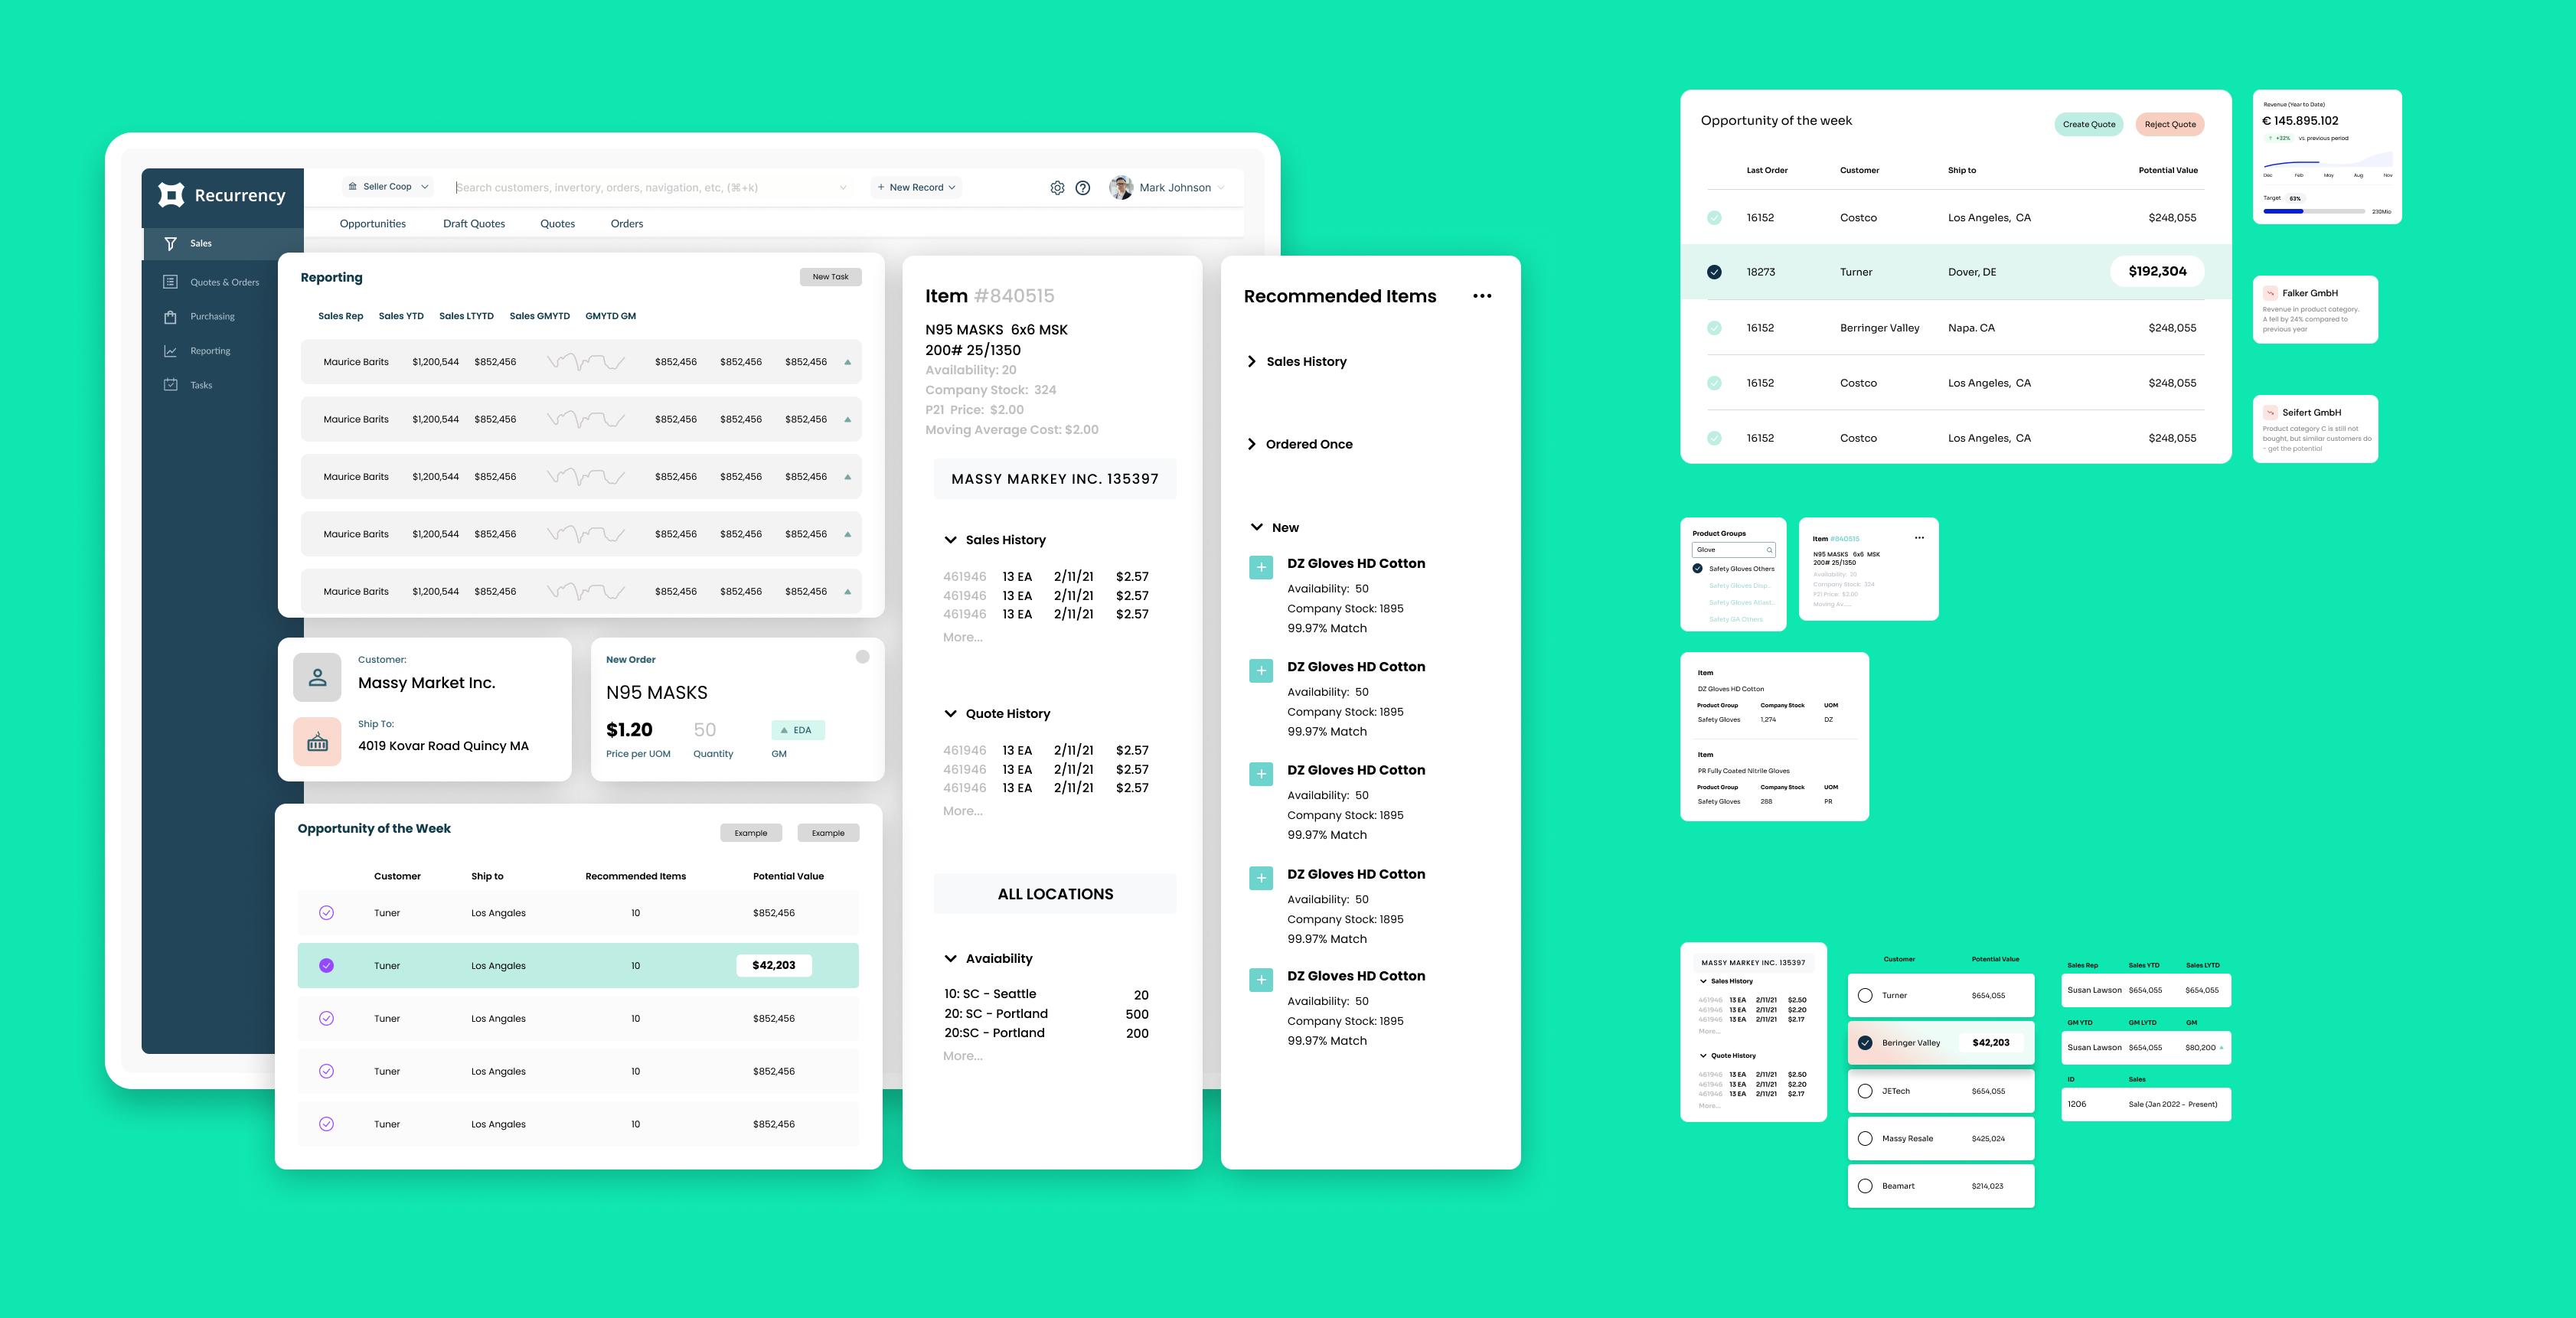 Recurrency
Seller Coop
Search customers, inventory, orders, navigation, etc, (⌘+k)
+ New Record
Mark Johnson
Opportunities Draft Quotes Quotes Orders
Sales
Quotes & Orders
Purchasing
Reporting
Tasks
Reporting
New Task
Sales Rep Sales YTD Sales LTYTD Sales GMYTD GMYTD GM
Maurice Barits $1,200,544 $852,456 $852,456 $852,456 $852,456
Maurice Barits $1,200,544 $852,456 $852,456 $852,456 $852,456
Maurice Barits $1,200,544 $852,456 $852,456 $852,456 $852,456
Maurice Barits $1,200,544 $852,456 $852,456 $852,456 $852,456
Maurice Barits $1,200,544 $852,456 $852,456 $852,456 $852,456
Customer:
Massy Market Inc.
Ship To:
4019 Kovar Road Quincy MA
New Order
N95 MASKS
$1.20 50 EDA
Price per UOM Quantity GM
Opportunity of the Week
Example Example
Customer Ship to Recommended Items Potential Value
Tuner Los Angales 10 $852,456
Tuner Los Angales 10 $42,203
Tuner Los Angales 10 $852,456
Tuner Los Angales 10 $852,456
Tuner Los Angales 10 $852,456
Item #840515
N95 MASKS 6x6 MSK
200# 25/1350
Availability: 20
Company Stock: 324
P21 Price: $2.00
Moving Average Cost: $2.00
MASSY MARKEY INC. 135397
Sales History
461946 13 EA 2/11/21 $2.57
461946 13 EA 2/11/21 $2.57
461946 13 EA 2/11/21 $2.57
More...
Quote History
461946 13 EA 2/11/21 $2.57
461946 13 EA 2/11/21 $2.57
461946 13 EA 2/11/21 $2.57
More...
ALL LOCATIONS
Avaiability
10: SC - Seattle 20
20: SC - Portland 500
20:SC - Portland 200
More...
Recommended Items
Sales History
Ordered Once
New
DZ Gloves HD Cotton
Availability: 50
Company Stock: 1895
99.97% Match
DZ Gloves HD Cotton
Availability: 50
Company Stock: 1895
99.97% Match
DZ Gloves HD Cotton
Availability: 50
Company Stock: 1895
99.97% Match
DZ Gloves HD Cotton
Availability: 50
Company Stock: 1895
99.97% Match
DZ Gloves HD Cotton
Availability: 50
Company Stock: 1895
99.97% Match
Opportunity of the week
Create Quote Reject Quote
Last Order Customer Ship to Potential Value
16152 Costco Los Angeles, CA $248,055
18273 Turner Dover, DE $192,304
16152 Berringer Valley Napa. CA $248,055
16152 Costco Los Angeles, CA $248,055
16152 Costco Los Angeles, CA $248,055
Revenue (Year to Date)
€ 145.895.102
↑ +32% vs. previous period
Dec Feb May Aug Nov
Target 63%
230Mio
Falker GmbH
Revenue in product category.
A fell by 24% compared to
previous year
Seifert GmbH
Product category C is still not
bought, but similar customers do
- get the potential
Product Groups
Glove
Safety Gloves Others
Safety Gloves Disp..
Safety Gloves Atlast..
Safety GA Others
Item #840515
N95 MASKS 6x6 MSK
200# 25/1350
Availability: 20
Company Stock: 324
P21 Price: $2.00
Moving Av.....
Item
DZ Gloves HD Cotton
Product Group Company Stock UOM
Safety Gloves 1,274 DZ
Item
PR Fully Coated Nitrile Gloves
Product Group Company Stock UOM
Safety Gloves 288 PR
MASSY MARKEY INC. 135397
Sales History
461946 13 EA 2/11/21 $2.50
461946 13 EA 2/11/21 $2.20
461946 13 EA 2/11/21 $2.17
More...
Quote History
461946 13 EA 2/11/21 $2.50
461946 13 EA 2/11/21 $2.20
461946 13 EA 2/11/21 $2.17
More...
Customer Potential Value
Turner $654,055
Beringer Valley $42,203
JETech $654,055
Massy Resale $425,024
Beamart $214,023
Sales Rep Sales YTD Sales LYTD
Susan Lawson $654,055 $654,055
GM YTD GM LYTD GM
Susan Lawson $654,055 $80,200
ID Sales
1206 Sale (Jan 2022 - Present)